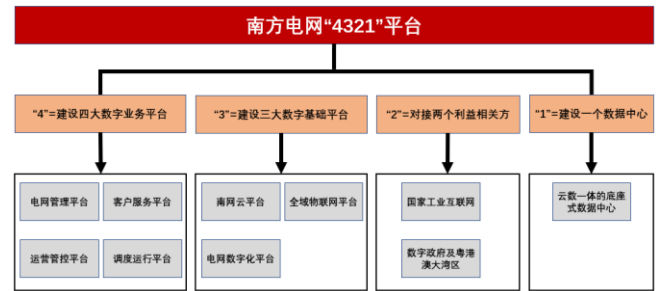 南方电网“4321”平台
“4”=建设四大数字业务平台
“3”=建设三大数字基础平台
“2”=对接两个利益相关方
“1”=建设一个数据中心
电网管理平台
客户服务平台
运营管控平台
调度运行平台
南网云平台
全域物联网平台
电网数字化平台
国家工业互联网
数字政府及粤港
澳大湾区
云数一体的底座
式数据中心